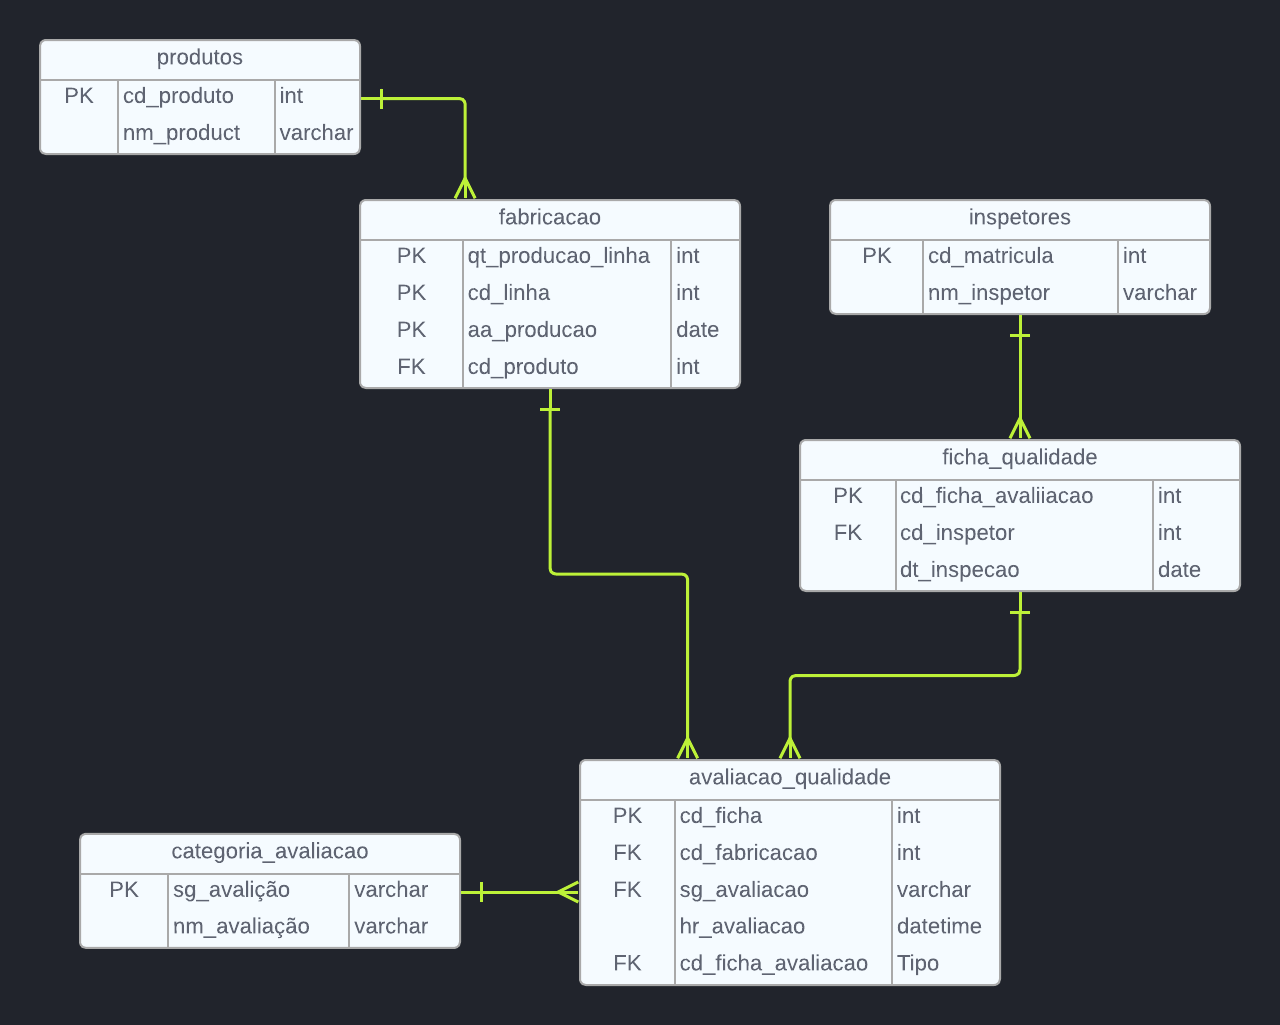 produtos
PK cd_produto int
nm_product varchar
fabricacao
PK qt_producao_linha int
PK cd_linha int
PK aa_producao date
FK cd_produto int
inspetores
PK cd_matricula int
nm_inspetor varchar
ficha_qualidade
PK cd_ficha_avaliiacao int
FK cd_inspetor int
dt_inspecao date
avaliacao_qualidade
PK cd_ficha int
FK cd_fabricacao int
FK sg_avaliacao varchar
hr_avaliacao datetime
FK cd_ficha_avaliacao Tipo
categoria_avaliacao
PK sg_avalição varchar
nm_avaliação varchar